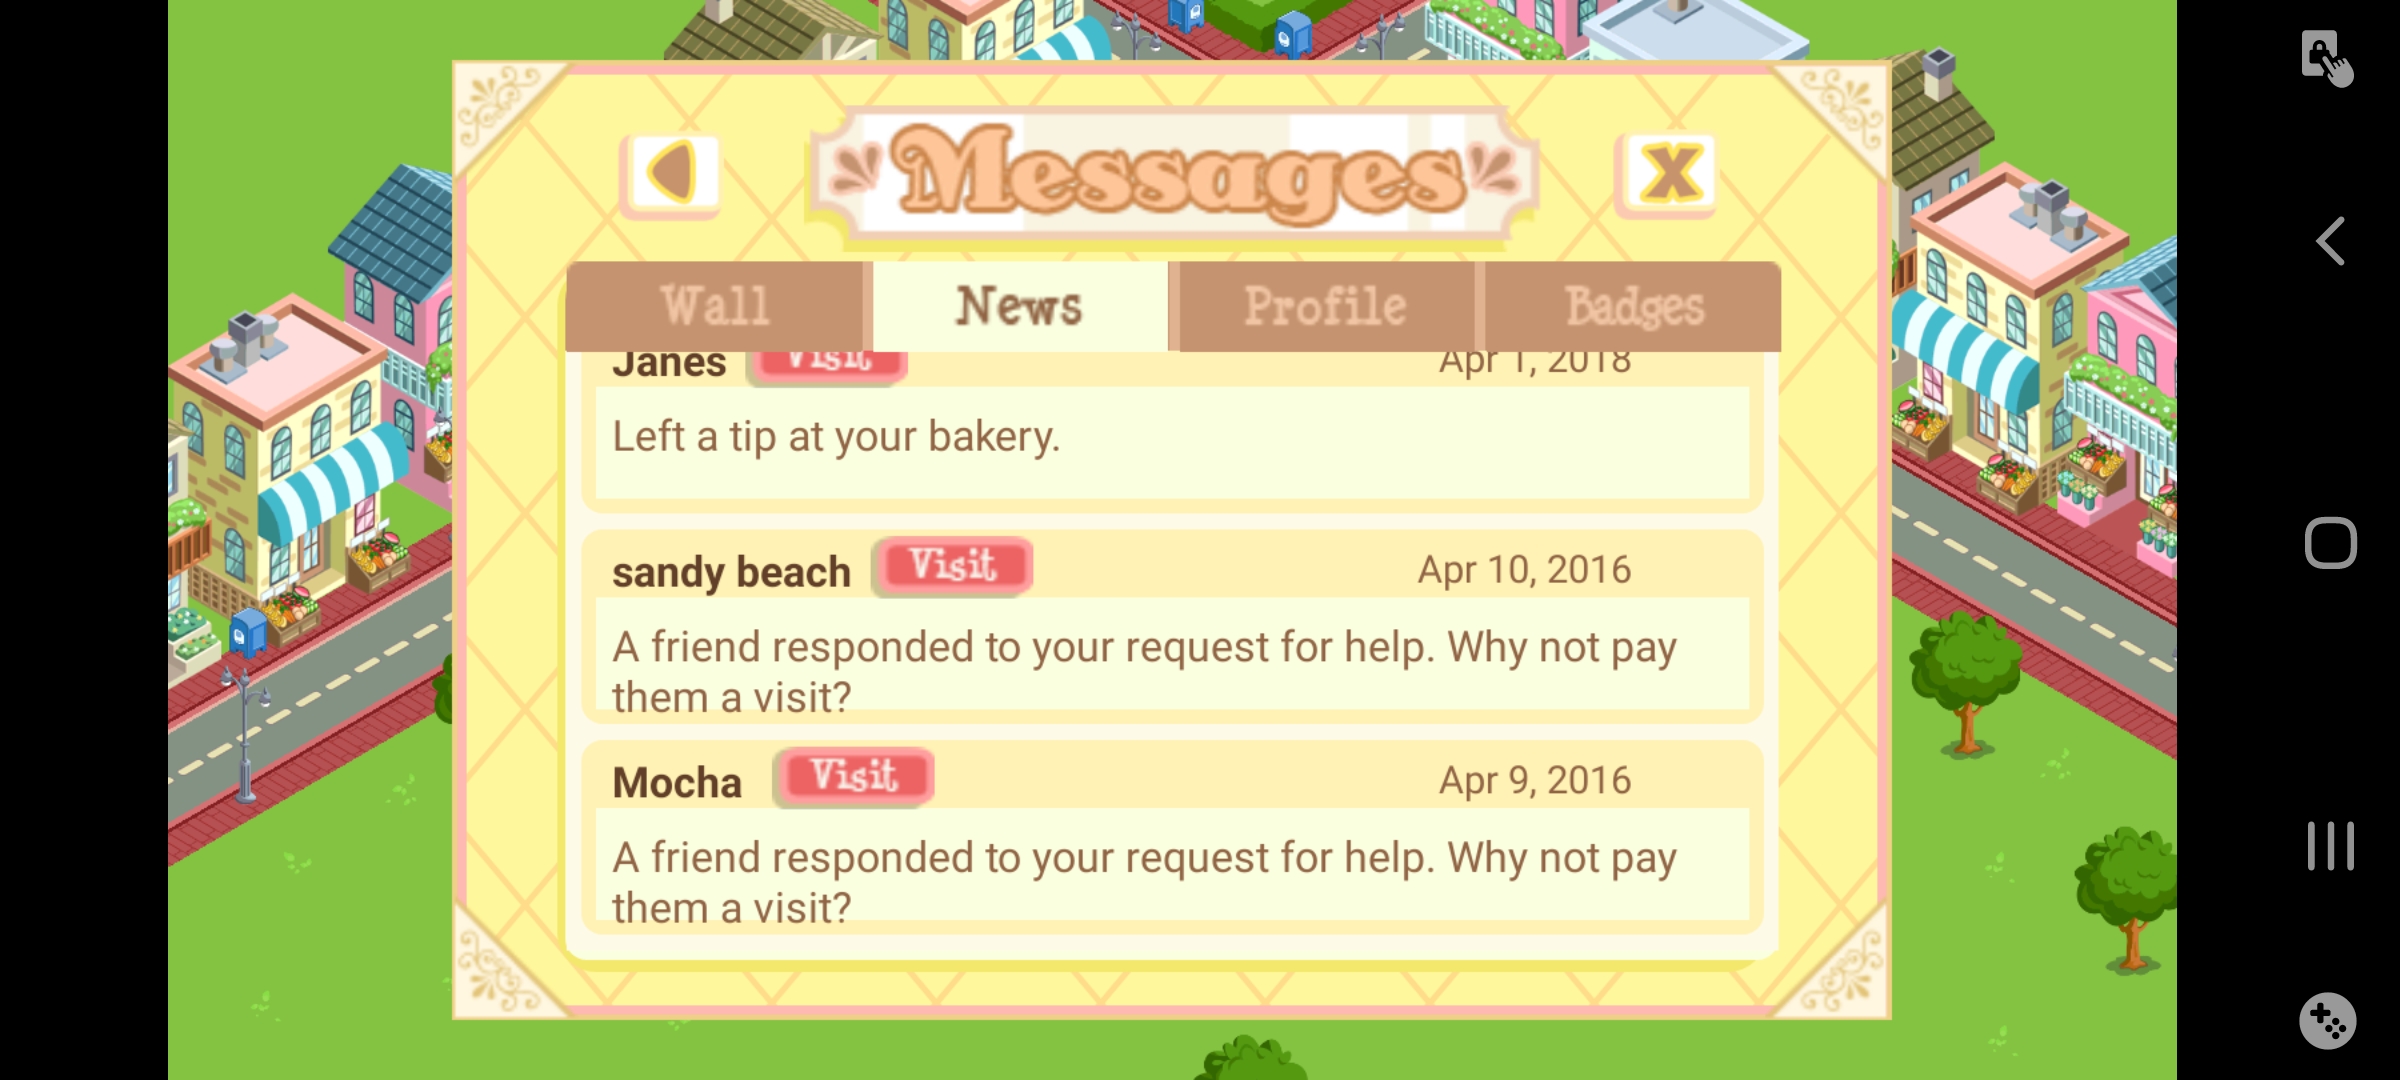 Messages
X
Wall News Profile Badges
Janes Visit Apr 1, 2018
Left a tip at your bakery.
sandy beach Visit Apr 10, 2016
A friend responded to your request for help. Why not pay
them a visit?
Mocha Visit Apr 9, 2016
A friend responded to your request for help. Why not pay
them a visit?